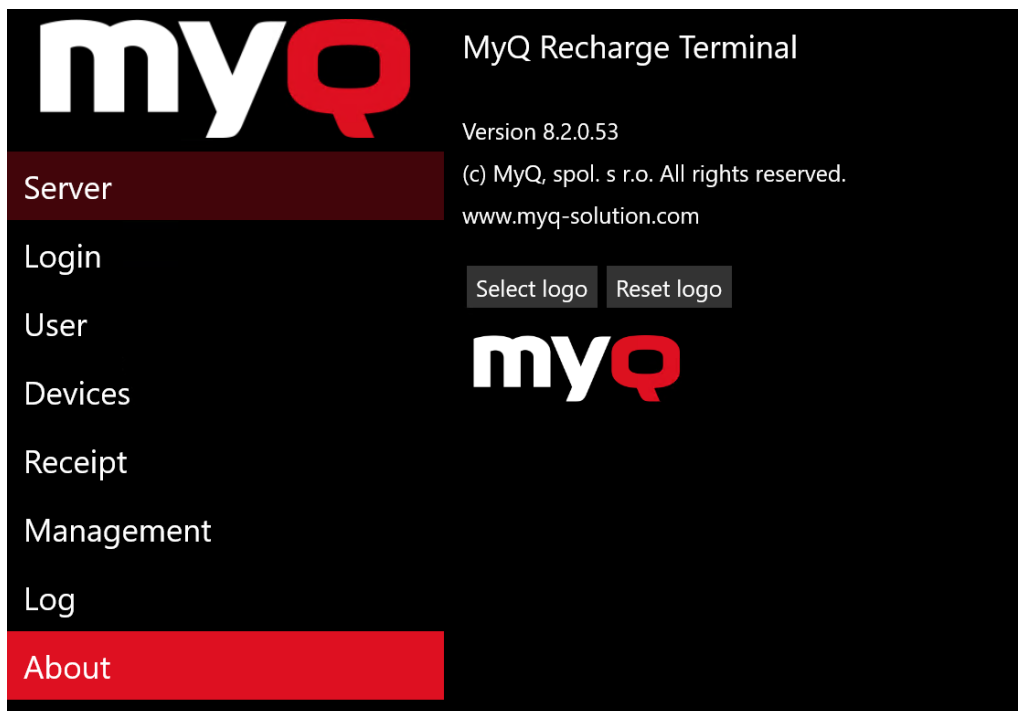 myQ
Server
Login
User
Devices
Receipt
Management
Log
About
MyQ Recharge Terminal
Version 8.2.0.53
(c) MyQ, spol. s r.o. All rights reserved.
www.myq-solution.com
Select logo Reset logo
myQ